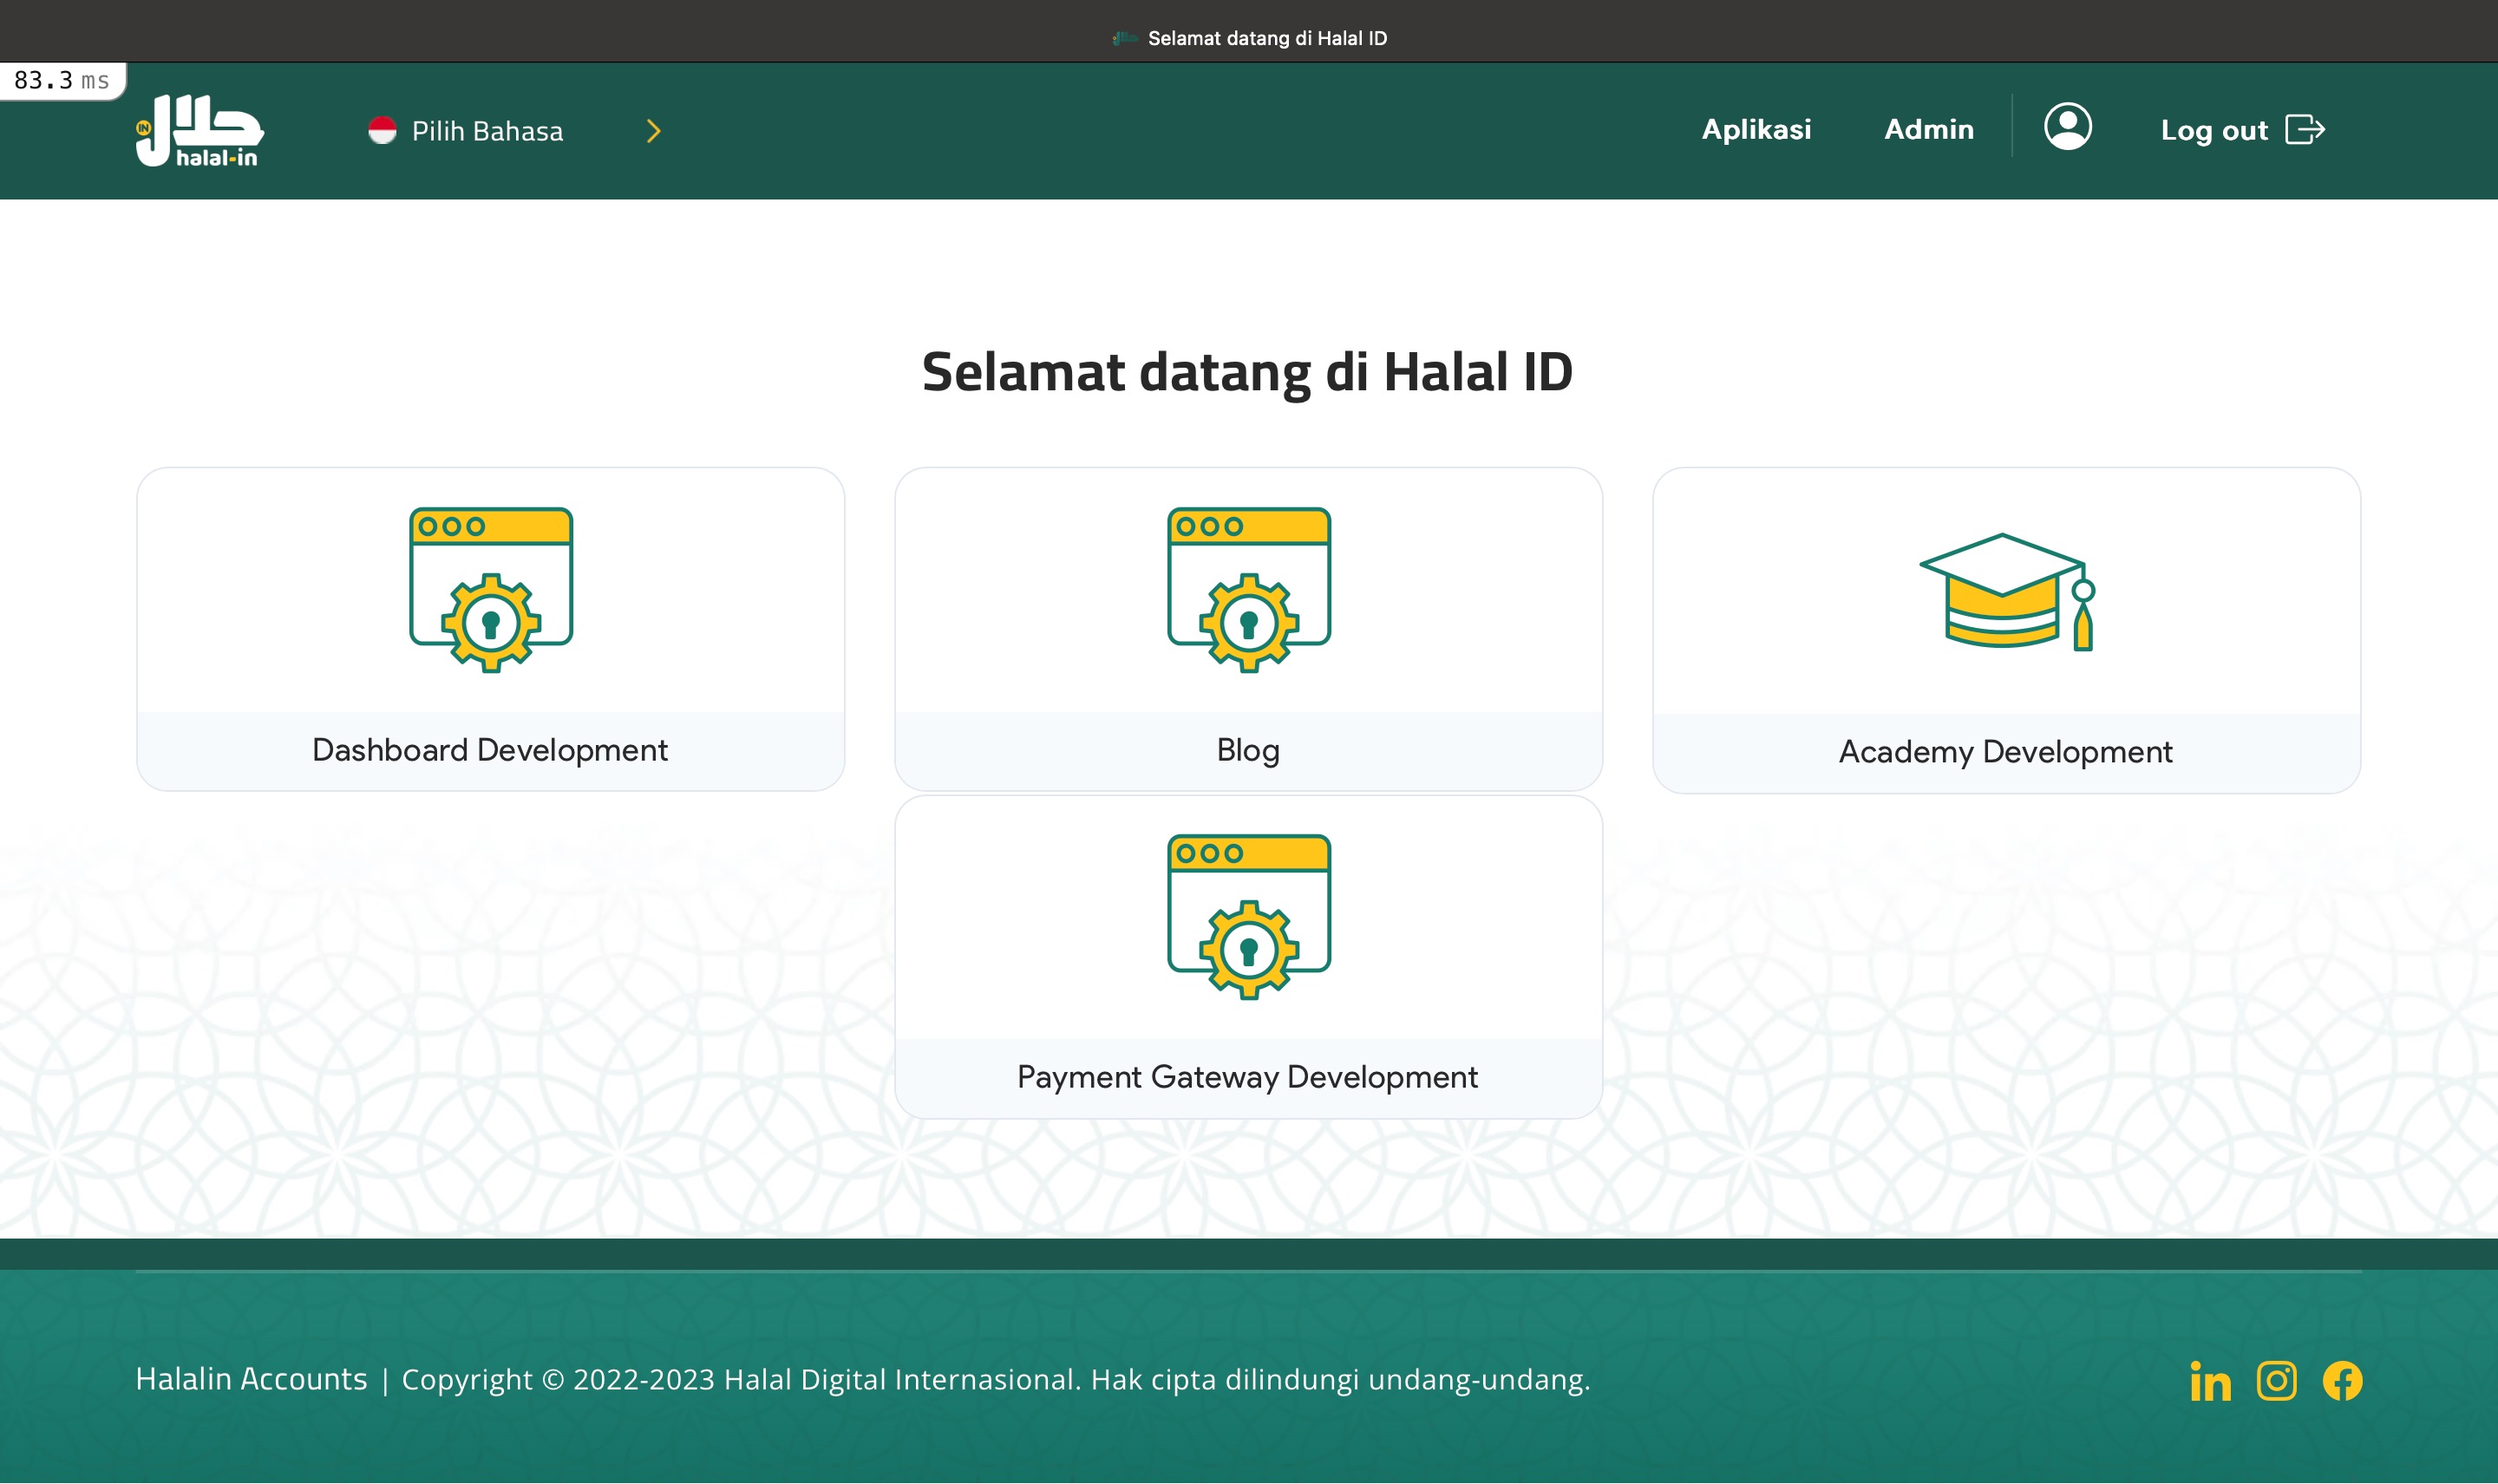 Selamat datang di Halal ID
83.3 ms
حلال
IN
halal-in
Pilih Bahasa
Aplikasi
Admin
Log out
Selamat datang di Halal ID
Dashboard Development
Blog
Academy Development
Payment Gateway Development
Halalin Accounts | Copyright © 2022-2023 Halal Digital Internasional. Hak cipta dilindungi undang-undang.